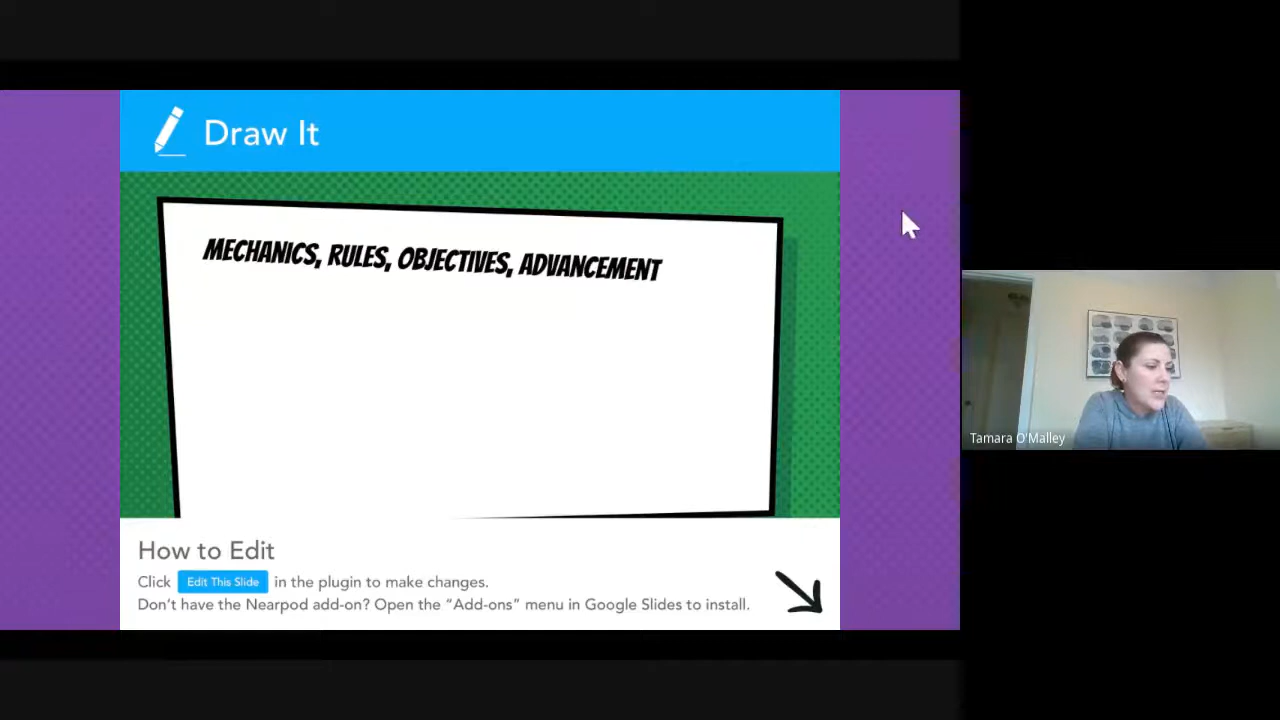 Draw It
MECHANICS, RULES, OBJECTIVES, ADVANCEMENT
How to Edit
Click Edit This Slide in the plugin to make changes.
Don't have the Nearpod add-on? Open the “Add-ons” menu in Google Slides to install.
Tamara O'Malley